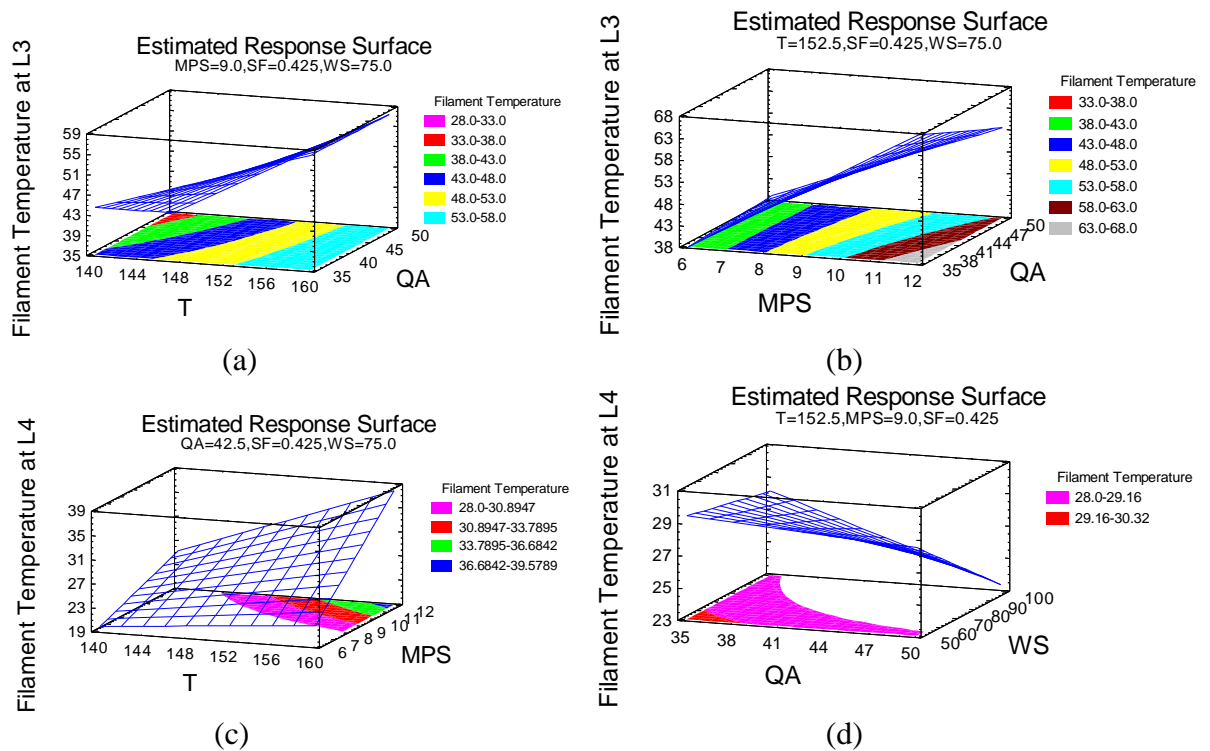 Estimated Response Surface
MPS=9.0,SF=0.425,WS=75.0
Filament Temperature at L3
59
55
51
47
43
39
35
140 144 148 152 156 160
T
35 40 45 50
QA
Filament Temperature
28.0-33.0
33.0-38.0
38.0-43.0
43.0-48.0
48.0-53.0
53.0-58.0
(a)
Estimated Response Surface
T=152.5,SF=0.425,WS=75.0
Filament Temperature at L3
68
63
58
53
48
43
38
6 7 8 9 10 11 12
MPS
35 38 41 44 47 50
QA
Filament Temperature
33.0-38.0
38.0-43.0
43.0-48.0
48.0-53.0
53.0-58.0
58.0-63.0
63.0-68.0
(b)
Estimated Response Surface
QA=42.5,SF=0.425,WS=75.0
Filament Temperature at L4
39
35
31
27
23
19
140 144 148 152 156 160
T
6 7 8 9 10 11 12
MPS
Filament Temperature
28.0-30.8947
30.8947-33.7895
33.7895-36.6842
36.6842-39.5789
(c)
Estimated Response Surface
T=152.5,MPS=9.0,SF=0.425
Filament Temperature at L4
31
29
27
25
23
35 38 41 44 47 50
QA
50 60 70 80 90 100
WS
Filament Temperature
28.0-29.16
29.16-30.32
(d)